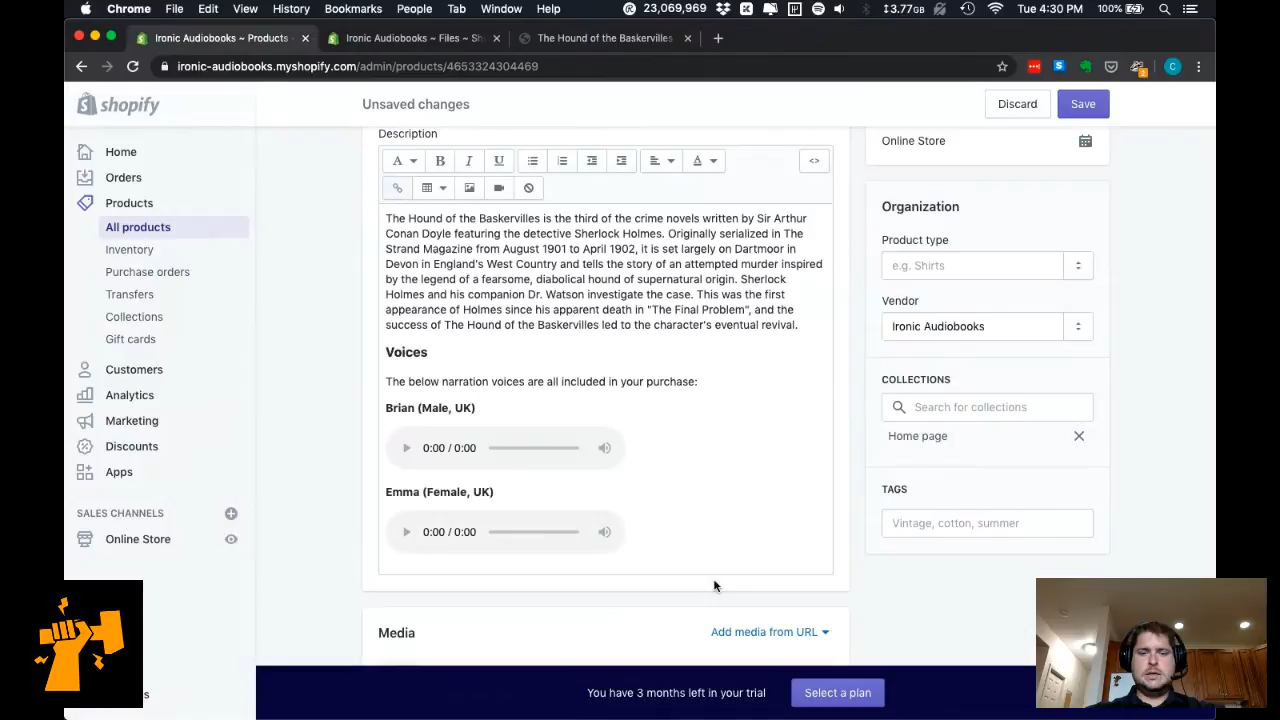 Chrome File Edit View History Bookmarks People Tab Window Help 23,069,969 $3.77GB Tue 4:30 PM 100%
Ironic Audiobooks ~ Products · Ironic Audiobooks ~ Files ~ Sh The Hound of the Baskervilles
ironic-audiobooks.myshopify.com/admin/products/4653324304469
shopify
Unsaved changes
Discard
Save
Home
Orders
Products
All products
Inventory
Purchase orders
Transfers
Collections
Gift cards
Customers
Analytics
Marketing
Discounts
Apps
SALES CHANNELS
Online Store
Description
A B I U A <>
The Hound of the Baskervilles is the third of the crime novels written by Sir Arthur
Conan Doyle featuring the detective Sherlock Holmes. Originally serialized in The
Strand Magazine from August 1901 to April 1902, it is set largely on Dartmoor in
Devon in England's West Country and tells the story of an attempted murder inspired
by the legend of a fearsome, diabolical hound of supernatural origin. Sherlock
Holmes and his companion Dr. Watson investigate the case. This was the first
appearance of Holmes since his apparent death in "The Final Problem", and the
success of The Hound of the Baskervilles led to the character's eventual revival.
Voices
The below narration voices are all included in your purchase:
Brian (Male, UK)
0:00 / 0:00
Emma (Female, UK)
0:00 / 0:00
Media
Add media from URL
Online Store
Organization
Product type
e.g. Shirts
Vendor
Ironic Audiobooks
COLLECTIONS
Search for collections
Home page
TAGS
Vintage, cotton, summer
You have 3 months left in your trial
Select a plan